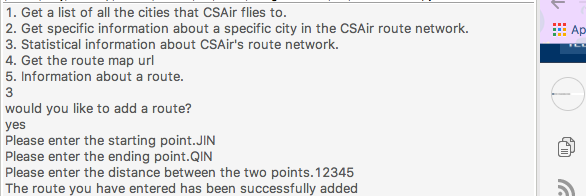 1. Get a list of all the cities that CSAir flies to.
2. Get specific information about a specific city in the CSAir route network.
3. Statistical information about CSAir's route network.
4. Get the route map url
5. Information about a route.
3
would you like to add a route?
yes
Please enter the starting point.JIN
Please enter the ending point.QIN
Please enter the distance between the two points.12345
The route you have entered has been successfully added
Ap